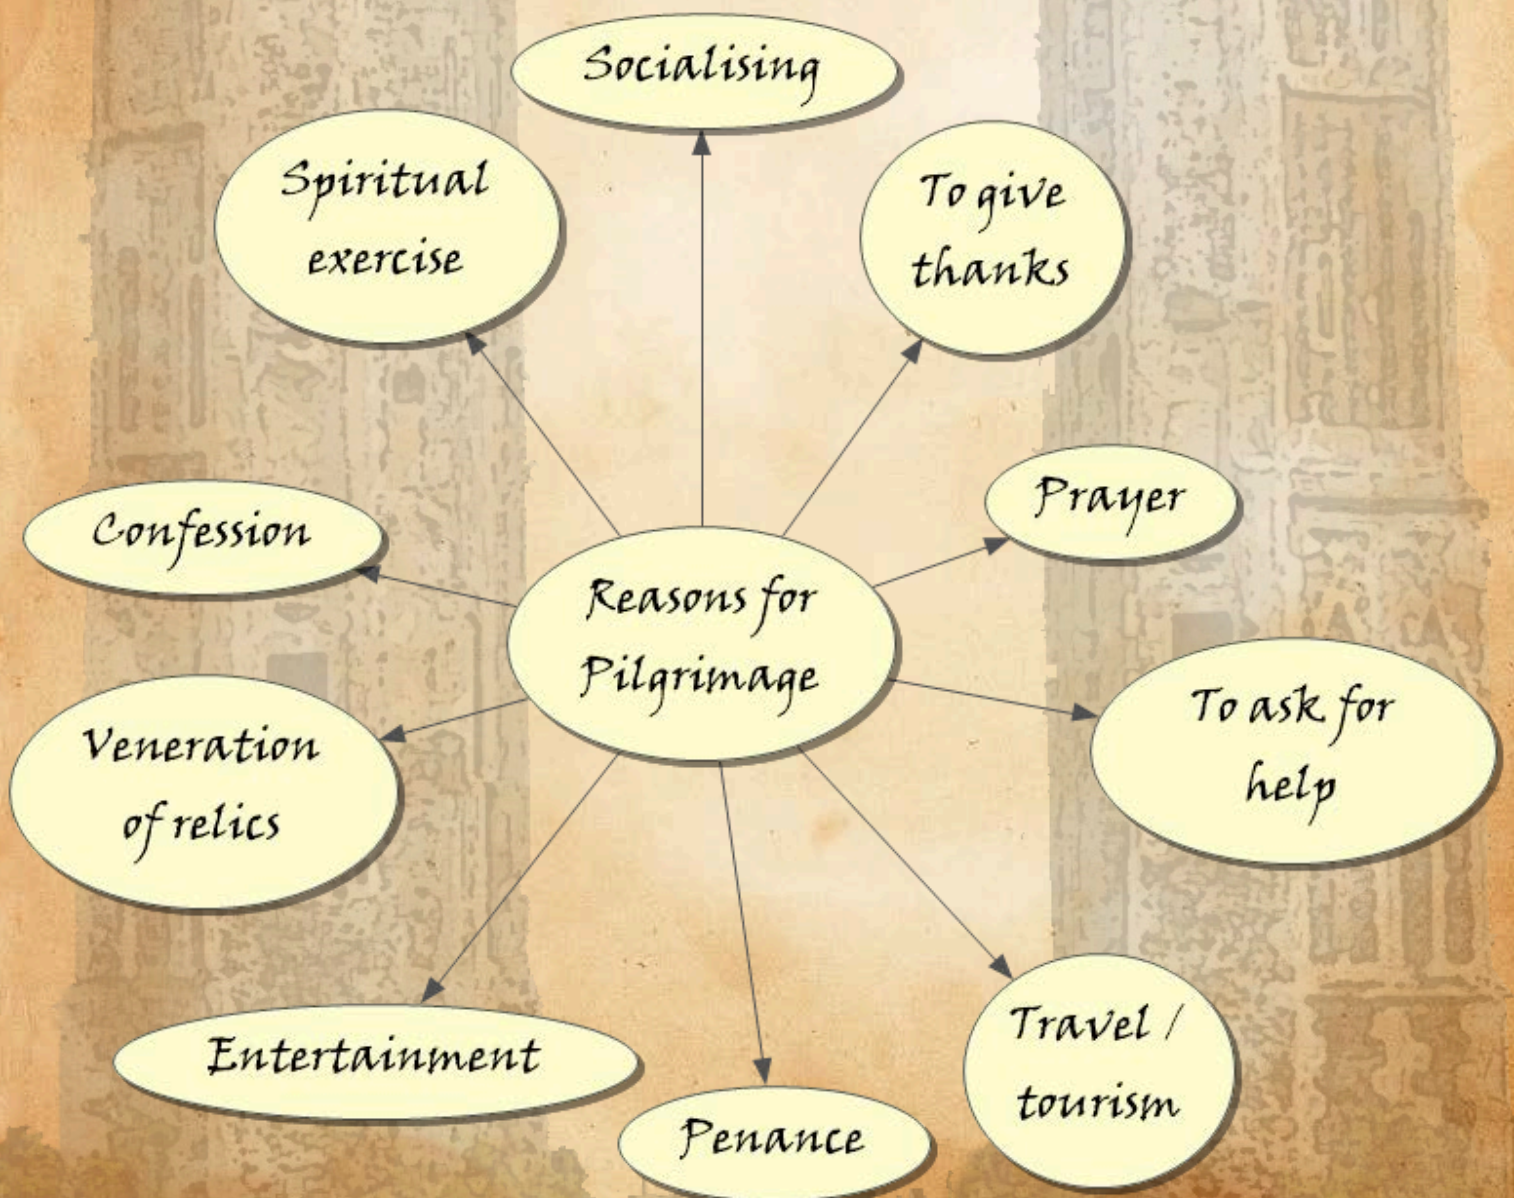 Socialising
Spiritual
exercise
To give
thanks
Prayer
Confession
Reasons for
Pilgrimage
To ask for
help
Veneration
of relics
Entertainment
Travel /
tourism
Penance